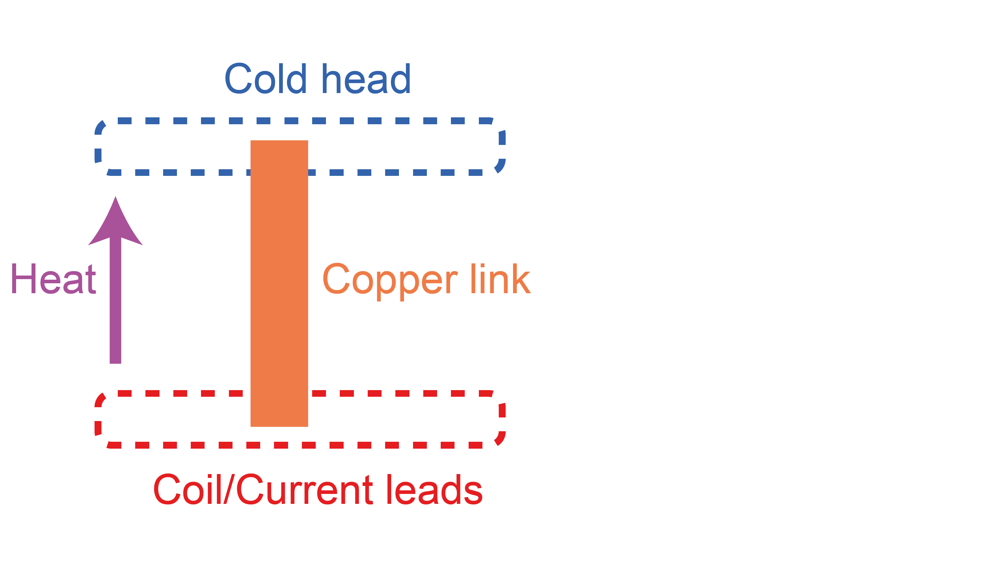 Cold head
Heat
Copper link
Coil/Current leads